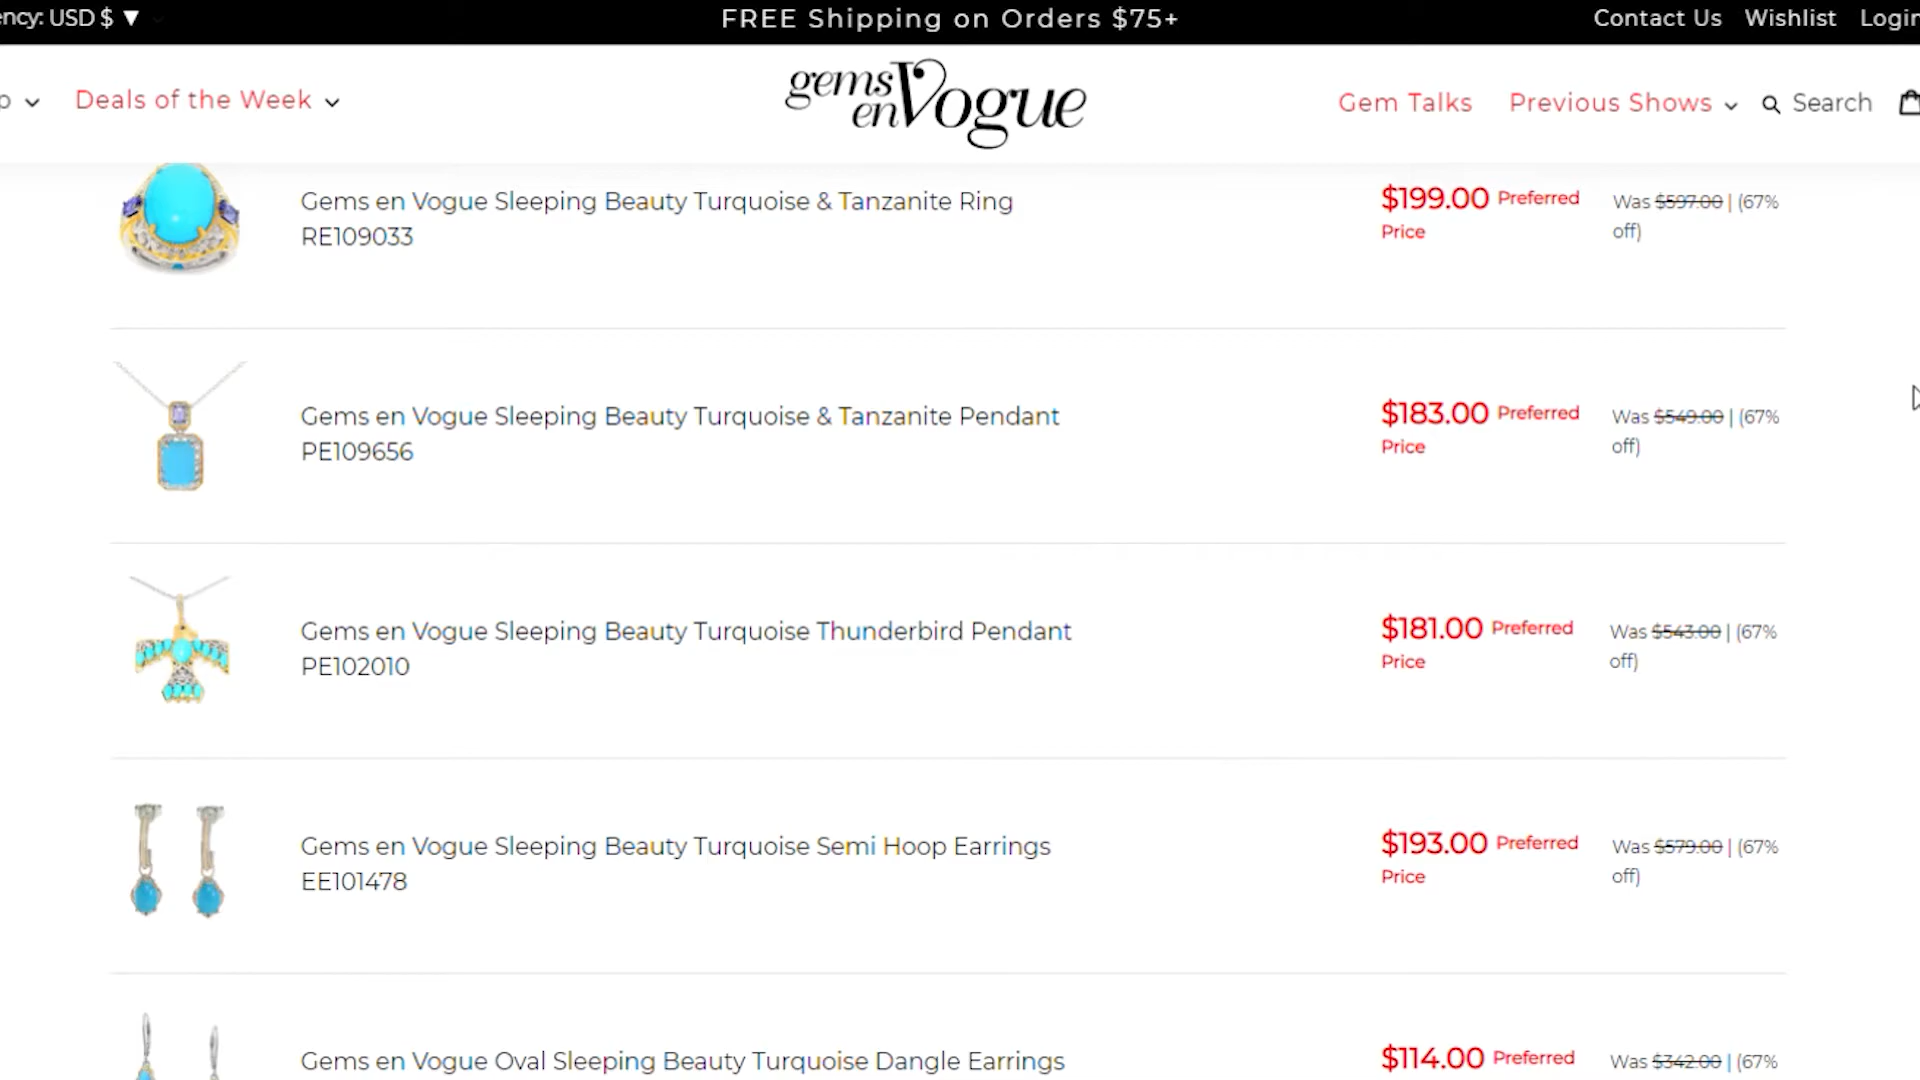 ency: USD $ ▼
FREE Shipping on Orders $75+
Contact Us Wishlist Login
p
Deals of the Week
gems en Vogue
Gem Talks Previous Shows Search
Gems en Vogue Sleeping Beauty Turquoise & Tanzanite Ring
RE109033
$199.00 Preferred
Price
Was $597.00 | (67%
off)
Gems en Vogue Sleeping Beauty Turquoise & Tanzanite Pendant
PE109656
$183.00 Preferred
Price
Was $549.00 | (67%
off)
Gems en Vogue Sleeping Beauty Turquoise Thunderbird Pendant
PE102010
$181.00 Preferred
Price
Was $543.00 | (67%
off)
Gems en Vogue Sleeping Beauty Turquoise Semi Hoop Earrings
EE101478
$193.00 Preferred
Price
Was $579.00 | (67%
off)
Gems en Vogue Oval Sleeping Beauty Turquoise Dangle Earrings
$114.00 Preferred
Was $342.00 | (67%